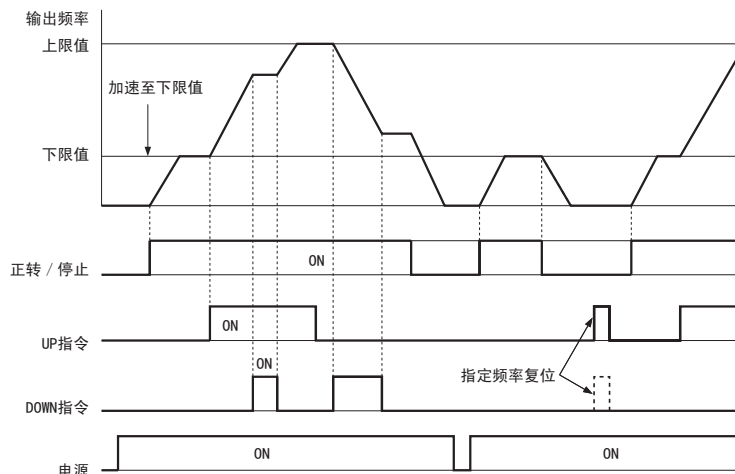 输出频率
上限值
加速至下限值
下限值
正转 / 停止
ON
UP指令
ON
ON
指定频率复位
DOWN指令
电源
ON
ON